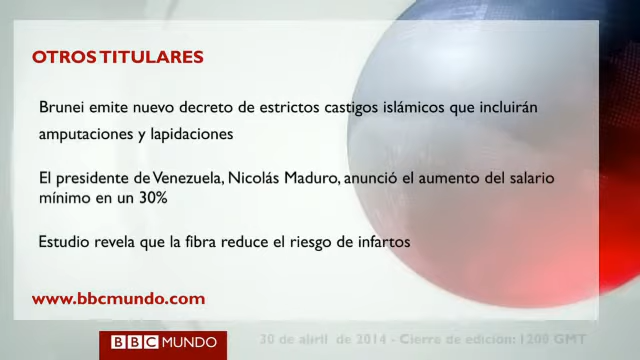 OTROS TITULARES
Brunei emite nuevo decreto de estrictos castigos islámicos que incluirán
amputaciones y lapidaciones
El presidente de Venezuela, Nicolás Maduro, anunció el aumento del salario
mínimo en un 30%
Estudio revela que la fibra reduce el riesgo de infartos
www.bbcmundo.com
BBC MUNDO
30 de abril de 2014 - Cierre de edición: 1209 GMT